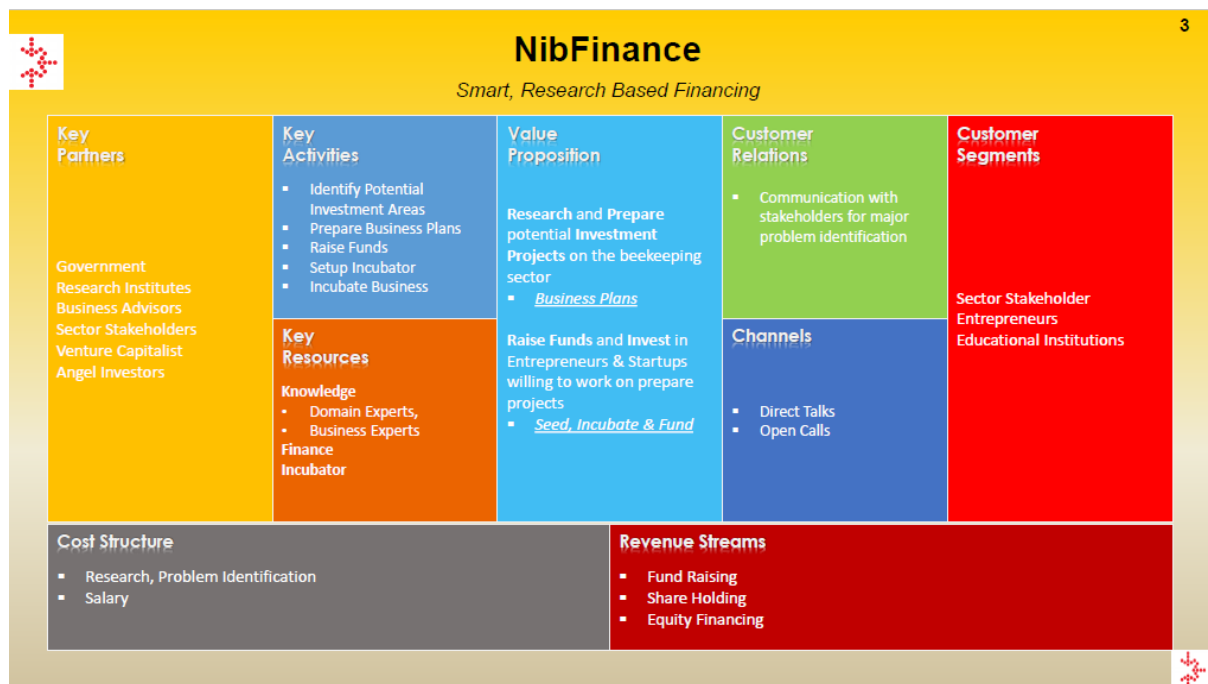 3
NibFinance
Smart, Research Based Financing
Key
Partners
Government
Research Institutes
Business Advisors
Sector Stakeholders
Venture Capitalist
Angel Investors
Key
Activities
▪ Identify Potential
Investment Areas
▪ Prepare Business Plans
▪ Raise Funds
▪ Setup Incubator
▪ Incubate Business
Key
Resources
Knowledge
• Domain Experts,
• Business Experts
Finance
Incubator
Value
Proposition
Research and Prepare
potential Investment
Projects on the beekeeping
sector
▪ Business Plans
Raise Funds and Invest in
Entrepreneurs & Startups
willing to work on prepare
projects
▪ Seed, Incubate & Fund
Customer
Relations
▪ Communication with
stakeholders for major
problem identification
Channels
▪ Direct Talks
▪ Open Calls
Customer
Segments
Sector Stakeholder
Entrepreneurs
Educational Institutions
Cost Structure
▪ Research, Problem Identification
▪ Salary
Revenue Streams
▪ Fund Raising
▪ Share Holding
▪ Equity Financing